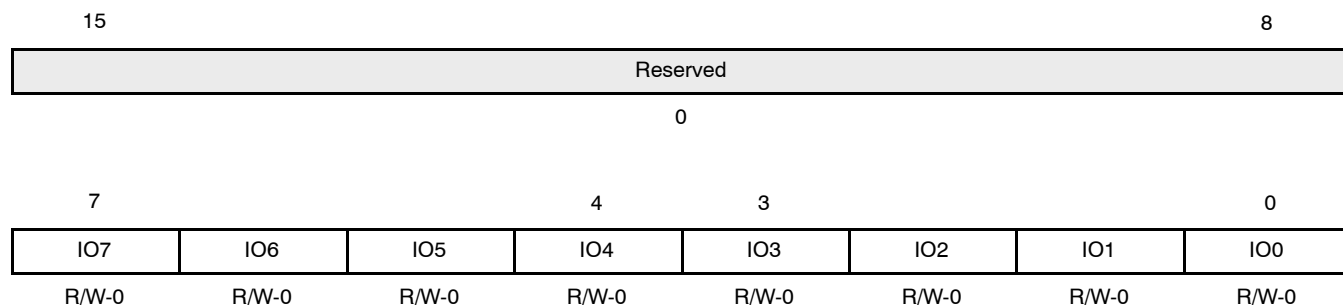 15 8
Reserved
0
7 4 3 0
IO7 IO6 IO5 IO4 IO3 IO2 IO1 IO0
R/W-0 R/W-0 R/W-0 R/W-0 R/W-0 R/W-0 R/W-0 R/W-0